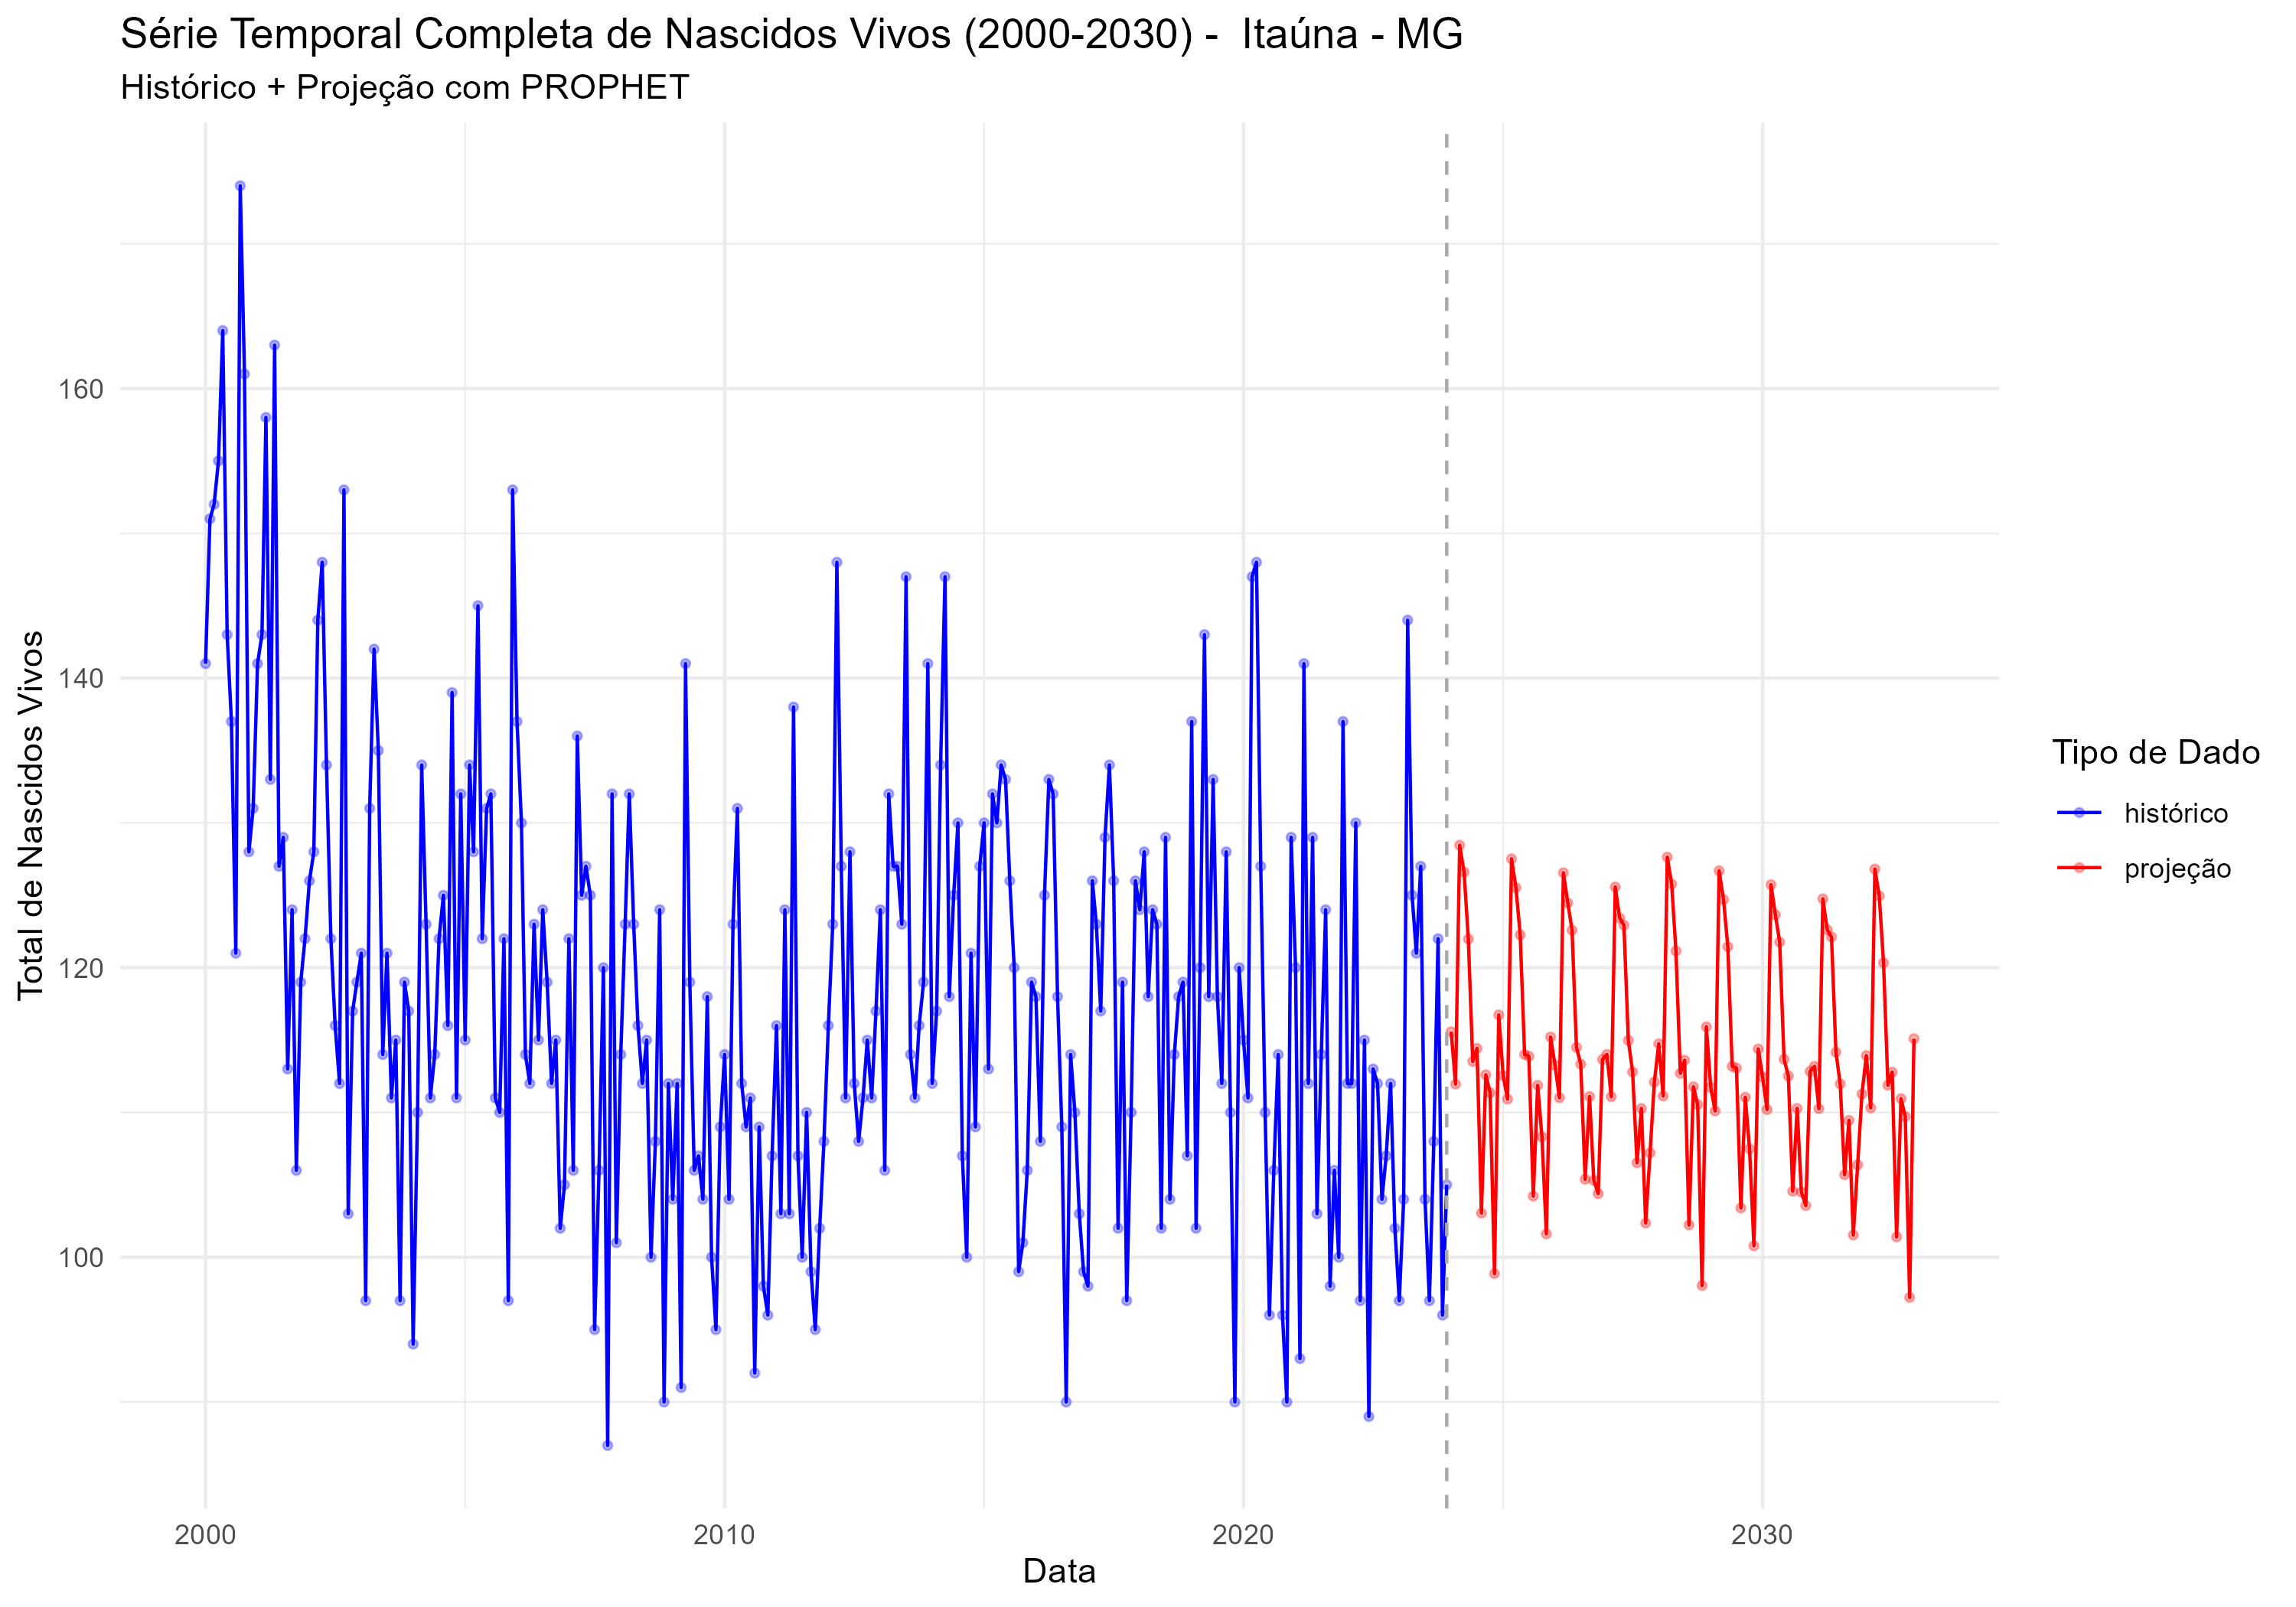 Série Temporal Completa de Nascidos Vivos (2000-2030) -  Itaúna - MG
Histórico + Projeção com PROPHET
Total de Nascidos Vivos
160
140
120
100
2000
2010
2020
2030
Data
Tipo de Dado
histórico
projeção